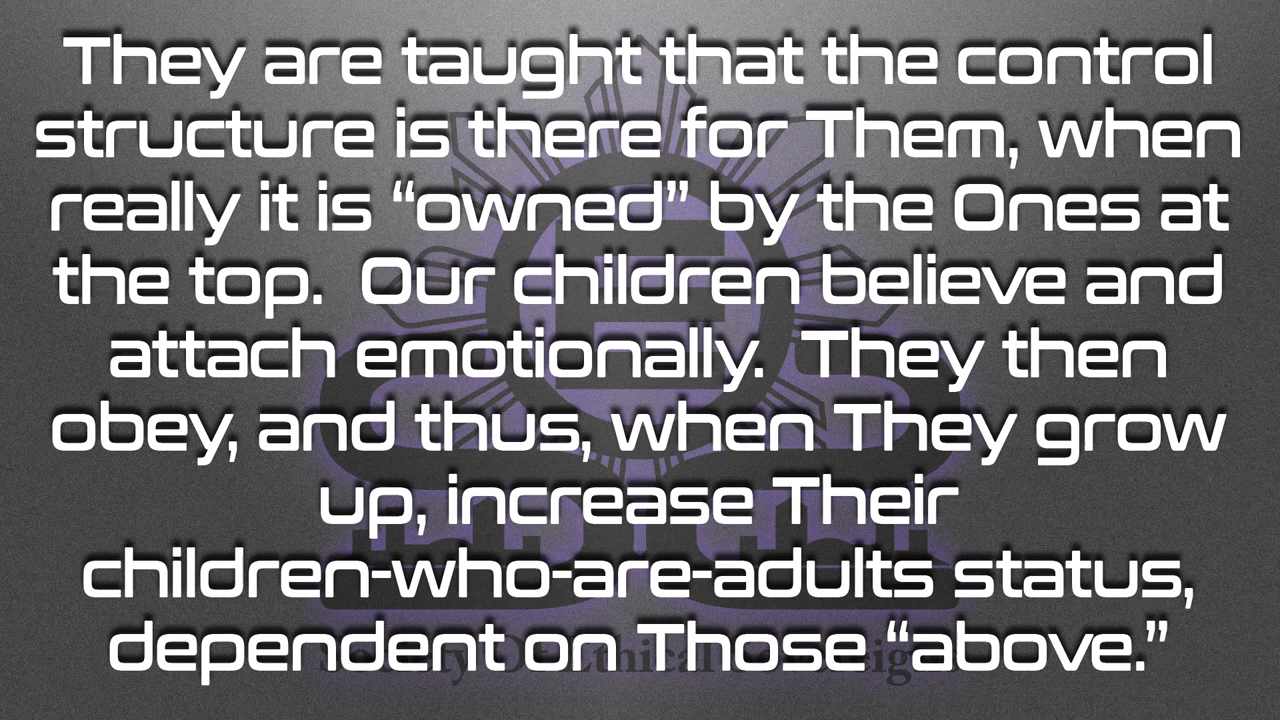 They are taught that the control
structure is there for Them, when
really it is “owned” by the Ones at
the top.  Our children believe and
attach emotionally.  They then
obey, and thus, when They grow
up, increase Their
children-who-are-adults status,
dependent on Those “above.”